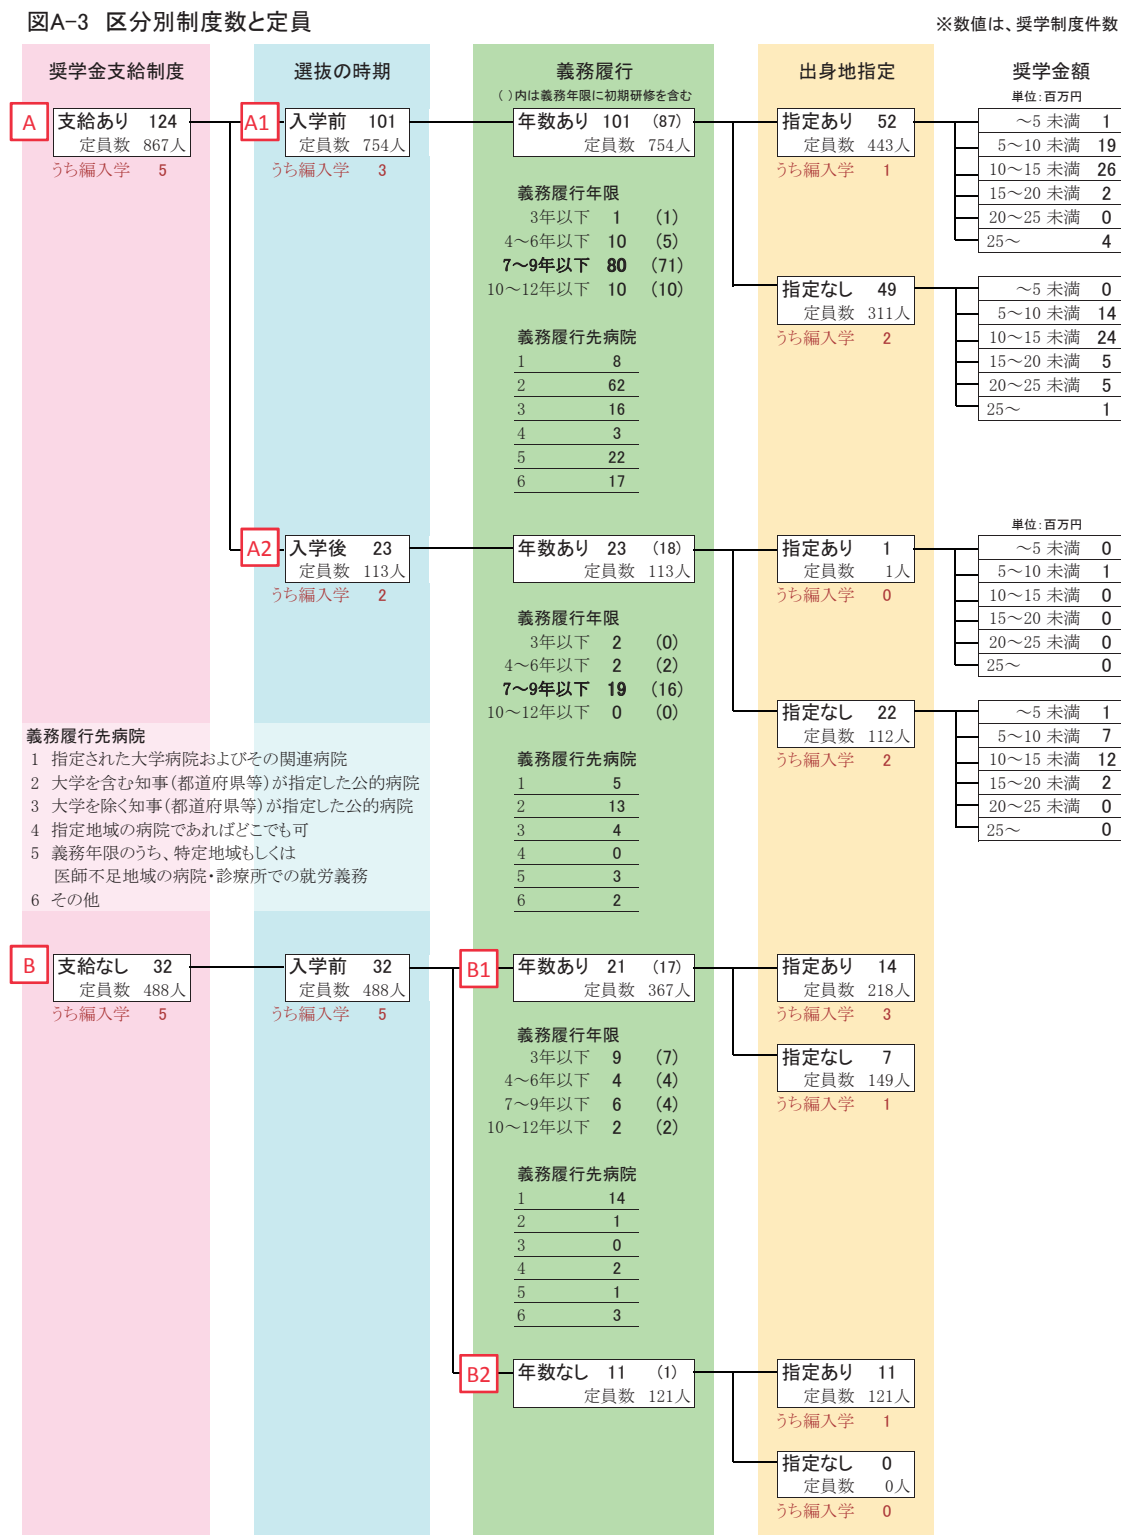 図A-3 区分別制度数と定員
※数値は、奨学制度件数
奨学金支給制度
選抜の時期
義務履行
( )内は義務年限に初期研修を含む
出身地指定
奨学金額
単位:百万円
A
支給あり 124
定員数 867人
うち編入学 5
A1
入学前 101
定員数 754人
うち編入学 3
年数あり 101 (87)
定員数 754人
義務履行年限
3年以下 1 (1)
4～6年以下 10 (5)
7～9年以下 80 (71)
10～12年以下 10 (10)
義務履行先病院
1 8
2 62
3 16
4 3
5 22
6 17
指定あり 52
定員数 443人
うち編入学 1
～5 未満 1
5～10 未満 19
10～15 未満 26
15～20 未満 2
20～25 未満 0
25～ 4
指定なし 49
定員数 311人
うち編入学 2
～5 未満 0
5～10 未満 14
10～15 未満 24
15～20 未満 5
20～25 未満 5
25～ 1
A2
入学後 23
定員数 113人
うち編入学 2
年数あり 23 (18)
定員数 113人
義務履行年限
3年以下 2 (0)
4～6年以下 2 (2)
7～9年以下 19 (16)
10～12年以下 0 (0)
義務履行先病院
1 5
2 13
3 4
4 0
5 3
6 2
指定あり 1
定員数 1人
うち編入学 0
単位:百万円
～5 未満 0
5～10 未満 1
10～15 未満 0
15～20 未満 0
20～25 未満 0
25～ 0
指定なし 22
定員数 112人
うち編入学 2
～5 未満 1
5～10 未満 7
10～15 未満 12
15～20 未満 2
20～25 未満 0
25～ 0
義務履行先病院
1 指定された大学病院およびその関連病院
2 大学を含む知事(都道府県等)が指定した公的病院
3 大学を除く知事(都道府県等)が指定した公的病院
4 指定地域の病院であればどこでも可
5 義務年限のうち、特定地域もしくは
医師不足地域の病院・診療所での就労義務
6 その他
B
支給なし 32
定員数 488人
うち編入学 5
入学前 32
定員数 488人
うち編入学 5
B1
年数あり 21 (17)
定員数 367人
義務履行年限
3年以下 9 (7)
4～6年以下 4 (4)
7～9年以下 6 (4)
10～12年以下 2 (2)
義務履行先病院
1 14
2 1
3 0
4 2
5 1
6 3
指定あり 14
定員数 218人
うち編入学 3
指定なし 7
定員数 149人
うち編入学 1
B2
年数なし 11 (1)
定員数 121人
指定あり 11
定員数 121人
うち編入学 1
指定なし 0
定員数 0人
うち編入学 0